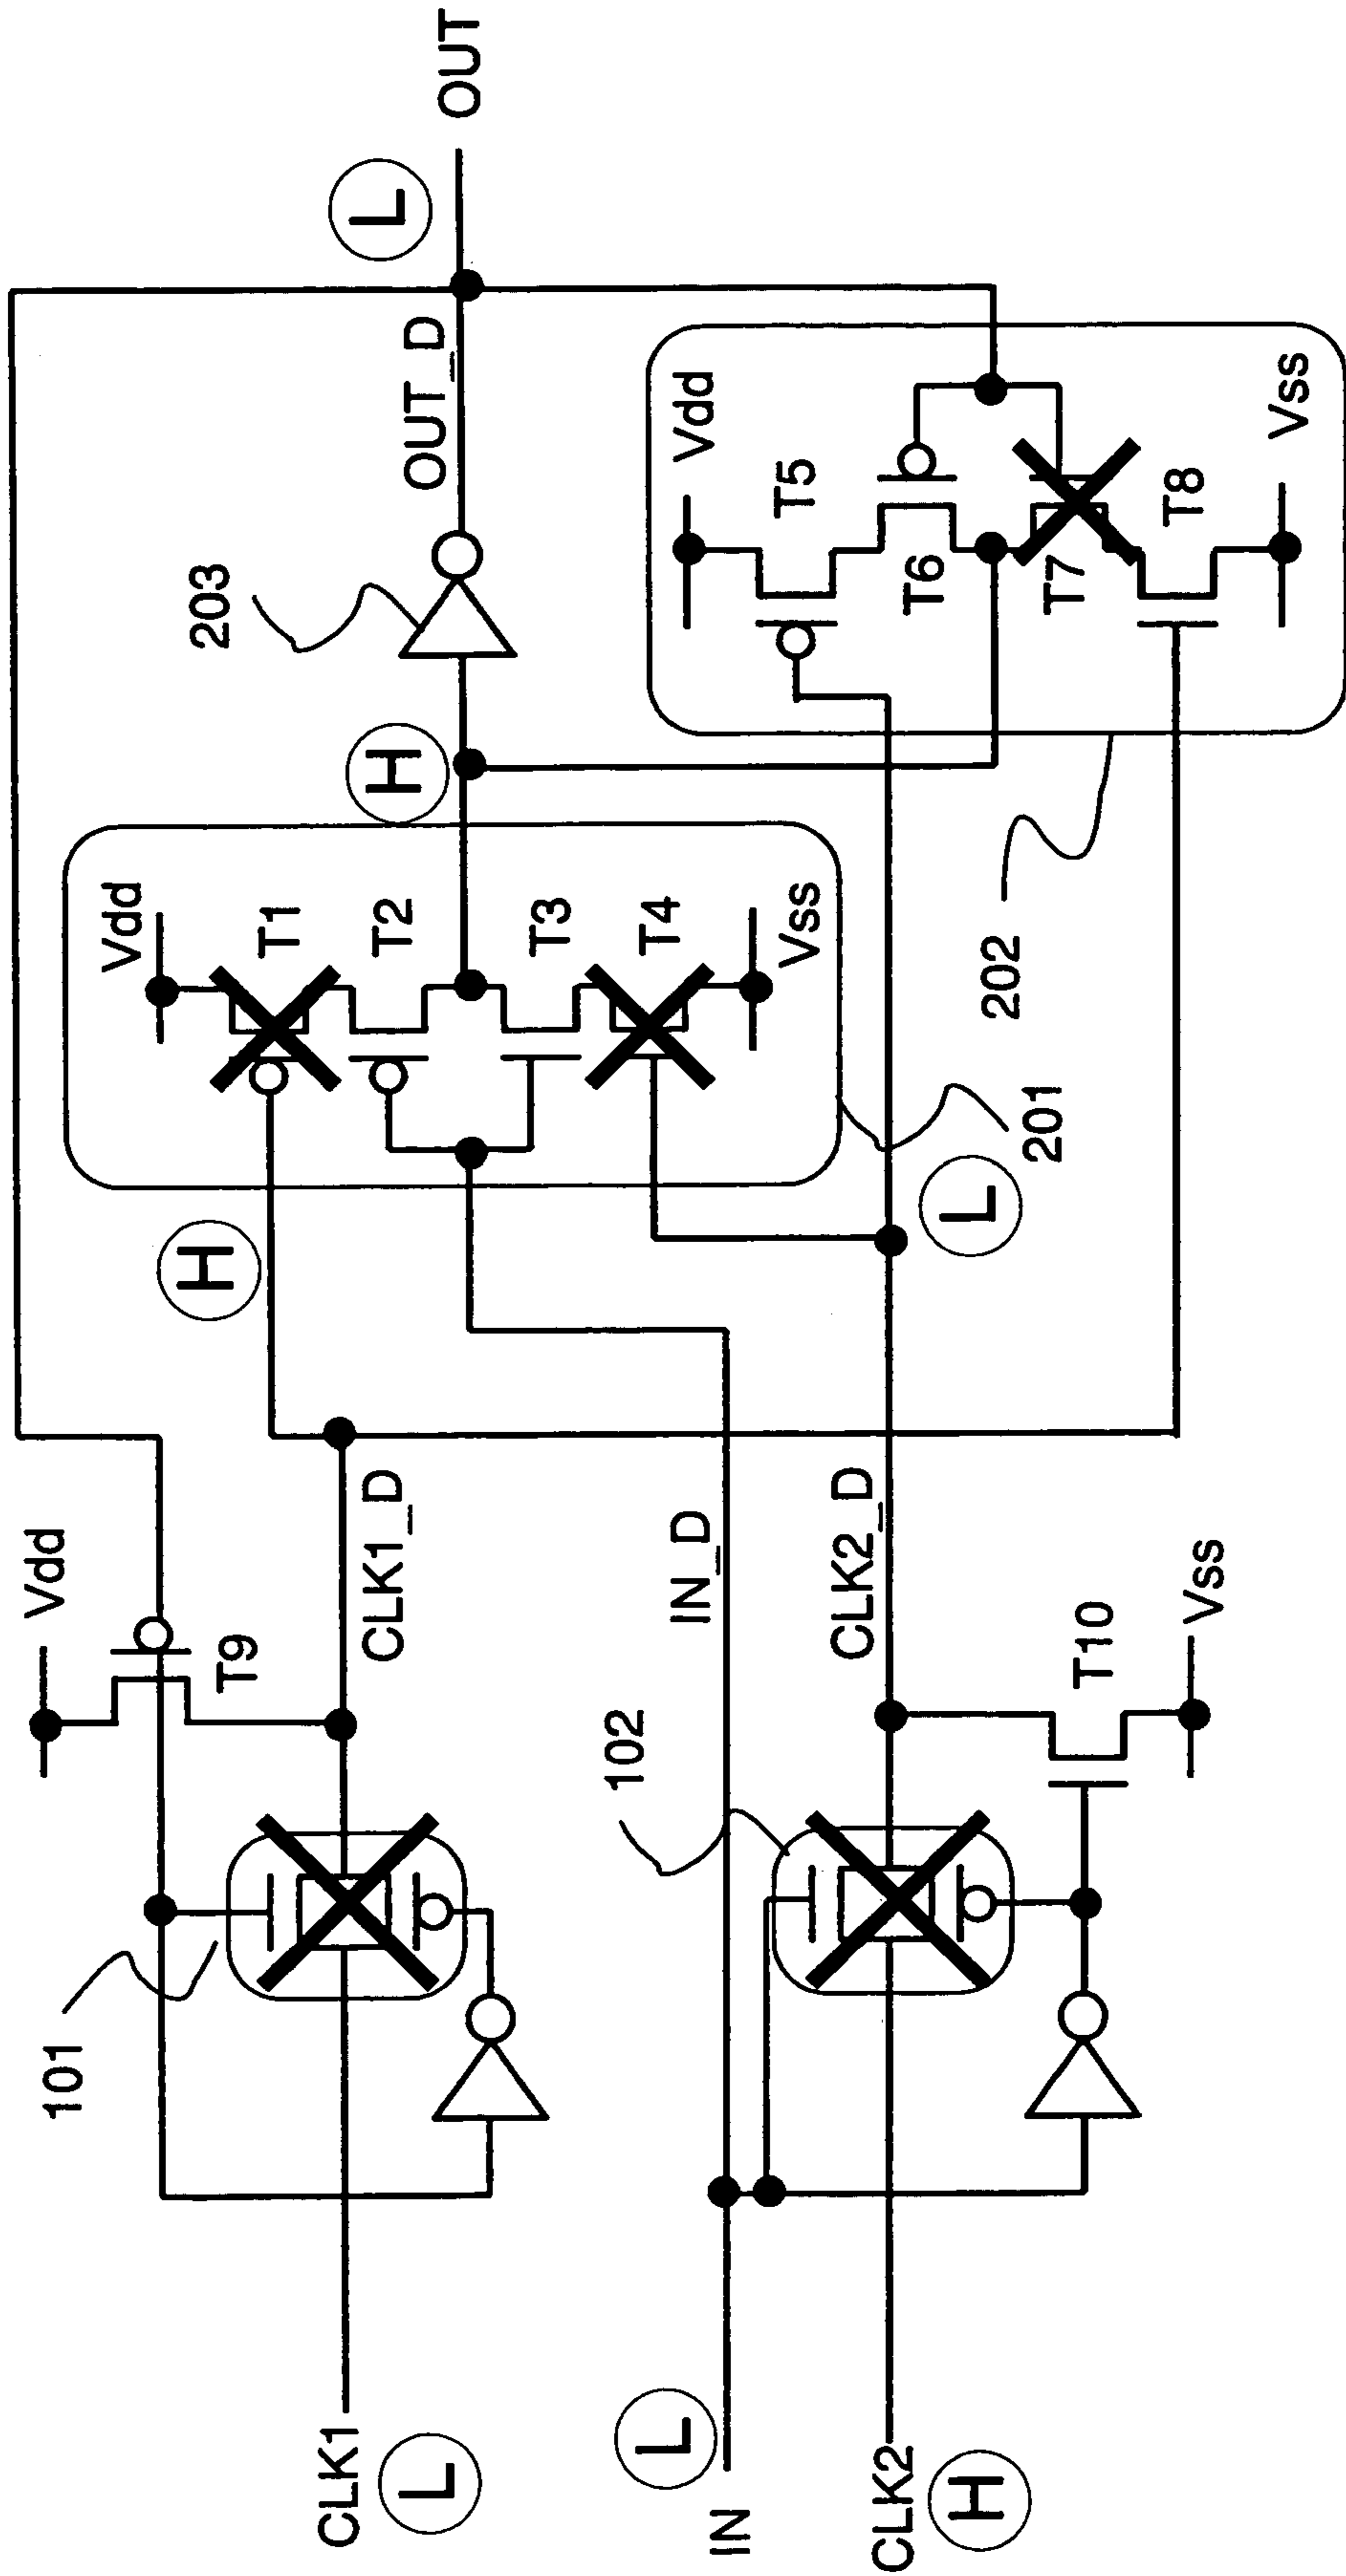 OUT
L
OUT_D
203
H
Vdd
T5
T6
T7
T8
Vss
202
Vdd
T1
T2
T3
T4
Vss
201
H
L
Vdd
T9
CLK1_D
IN_D
CLK2_D
T10
Vss
101
102
CLK1
L
IN
L
CLK2
H